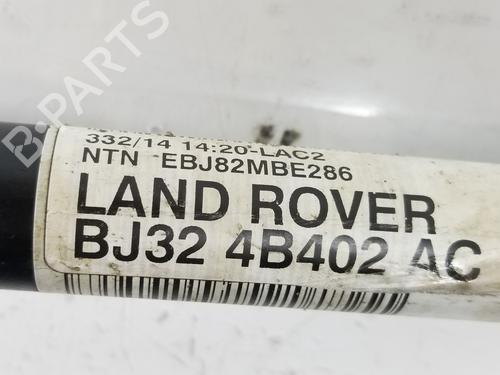 B-PARTS
332/14 14:20-LAC2
NTN EBJ82MBE286
LAND ROVER
BJ32 4B402 AC